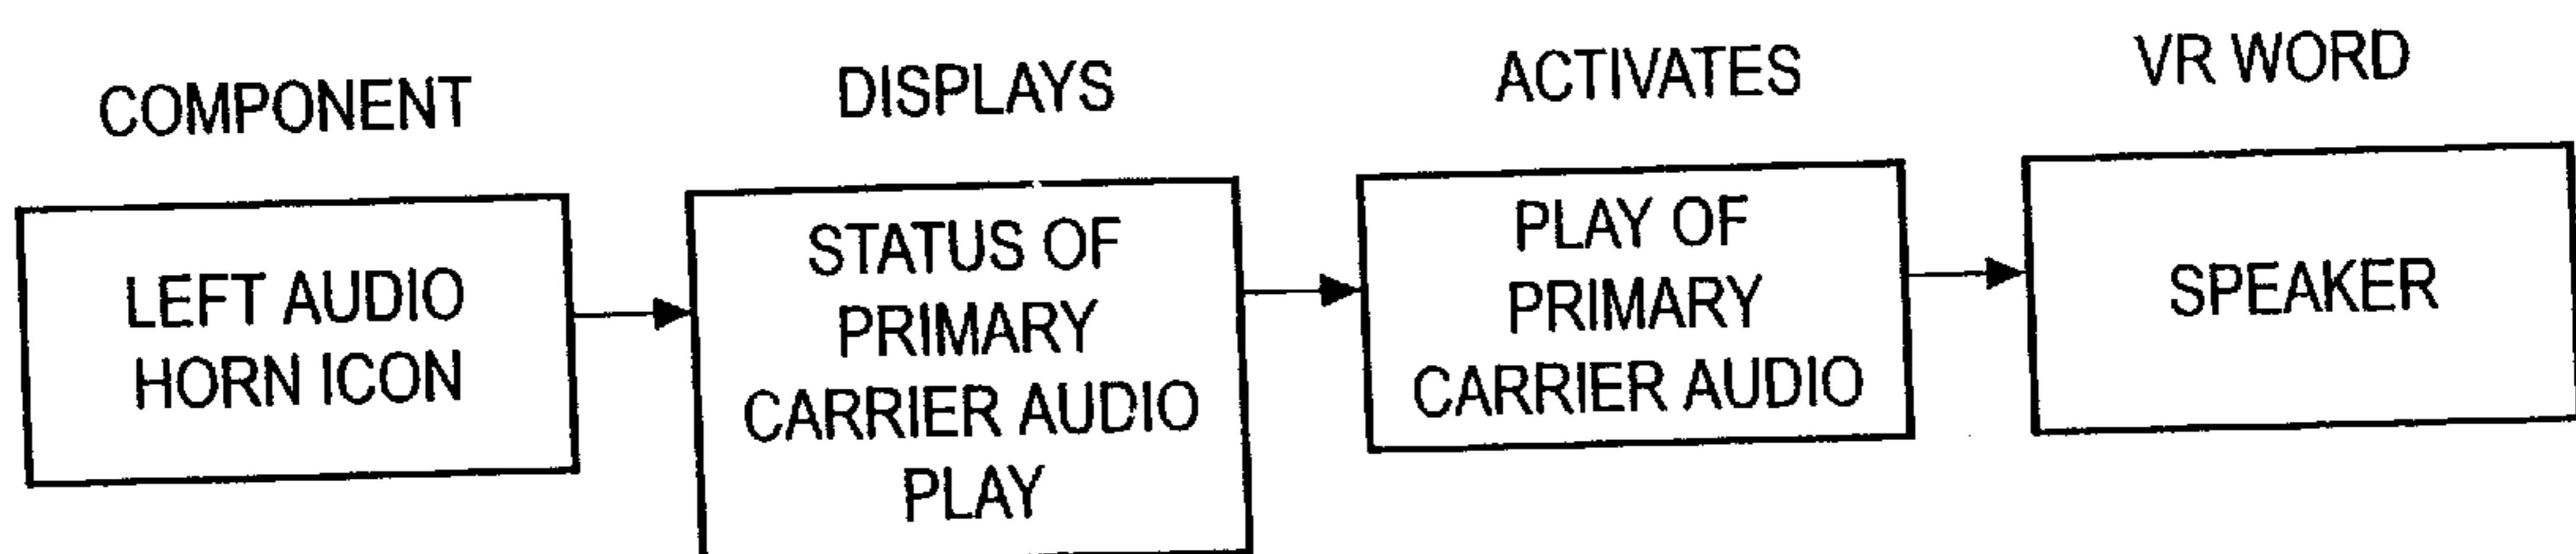 COMPONENT
DISPLAYS
ACTIVATES
VR WORD
LEFT AUDIO
HORN ICON
STATUS OF
PRIMARY
CARRIER AUDIO
PLAY
PLAY OF
PRIMARY
CARRIER AUDIO
SPEAKER